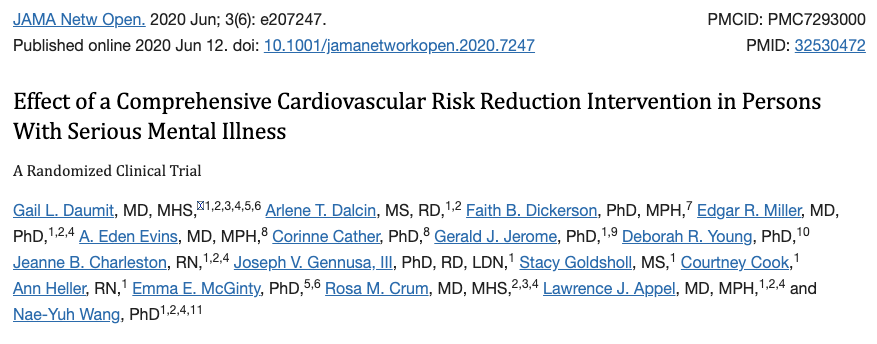 JAMA Netw Open. 2020 Jun; 3(6): e207247.
PMCID: PMC7293000
Published online 2020 Jun 12. doi: 10.1001/jamanetworkopen.2020.7247
PMID: 32530472
Effect of a Comprehensive Cardiovascular Risk Reduction Intervention in Persons
With Serious Mental Illness
A Randomized Clinical Trial
Gail L. Daumit, MD, MHS,1,2,3,4,5,6 Arlene T. Dalcin, MS, RD,1,2 Faith B. Dickerson, PhD, MPH,7 Edgar R. Miller, MD,
PhD,1,2,4 A. Eden Evins, MD, MPH,8 Corinne Cather, PhD,8 Gerald J. Jerome, PhD,1,9 Deborah R. Young, PhD,10
Jeanne B. Charleston, RN,1,2,4 Joseph V. Gennusa, III, PhD, RD, LDN,1 Stacy Goldsholl, MS,1 Courtney Cook,1
Ann Heller, RN,1 Emma E. McGinty, PhD,5,6 Rosa M. Crum, MD, MHS,2,3,4 Lawrence J. Appel, MD, MPH,1,2,4 and
Nae-Yuh Wang, PhD1,2,4,11